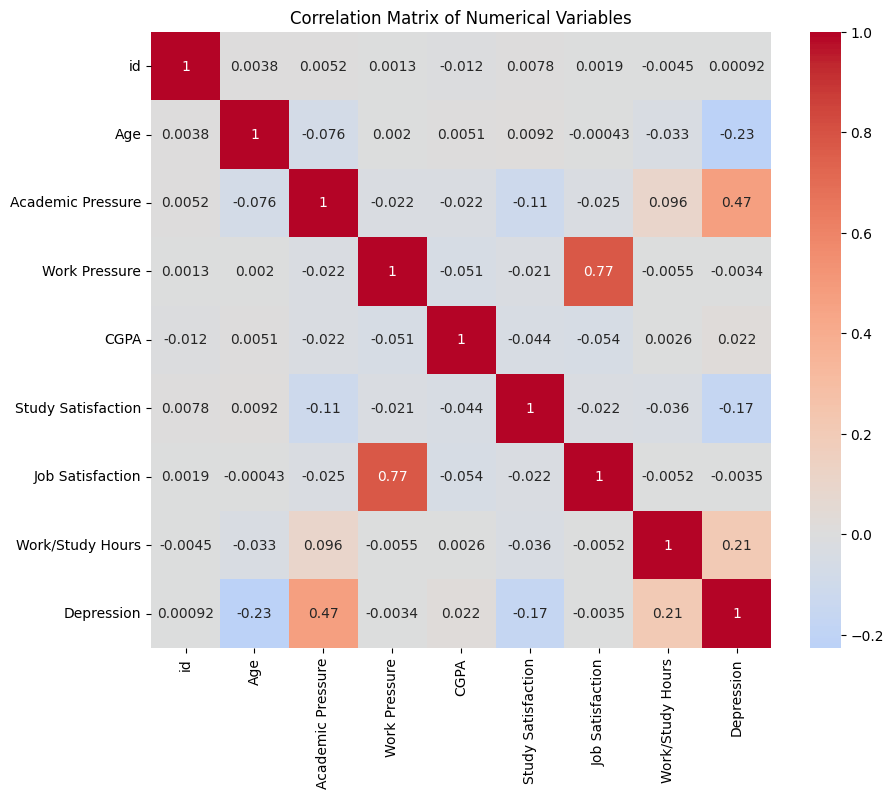 Correlation Matrix of Numerical Variables
id 1 0.0038 0.0052 0.0013 -0.012 0.0078 0.0019 -0.0045 0.00092
Age 0.0038 1 -0.076 0.002 0.0051 0.0092 -0.00043 -0.033 -0.23
Academic Pressure 0.0052 -0.076 1 -0.022 -0.022 -0.11 -0.025 0.096 0.47
Work Pressure 0.0013 0.002 -0.022 1 -0.051 -0.021 0.77 -0.0055 -0.0034
CGPA -0.012 0.0051 -0.022 -0.051 1 -0.044 -0.054 0.0026 0.022
Study Satisfaction 0.0078 0.0092 -0.11 -0.021 -0.044 1 -0.022 -0.036 -0.17
Job Satisfaction 0.0019 -0.00043 -0.025 0.77 -0.054 -0.022 1 -0.0052 -0.0035
Work/Study Hours -0.0045 -0.033 0.096 -0.0055 0.0026 -0.036 -0.0052 1 0.21
Depression 0.00092 -0.23 0.47 -0.0034 0.022 -0.17 -0.0035 0.21 1
id
Age
Academic Pressure
Work Pressure
CGPA
Study Satisfaction
Job Satisfaction
Work/Study Hours
Depression
1.0
0.8
0.6
0.4
0.2
0.0
−0.2